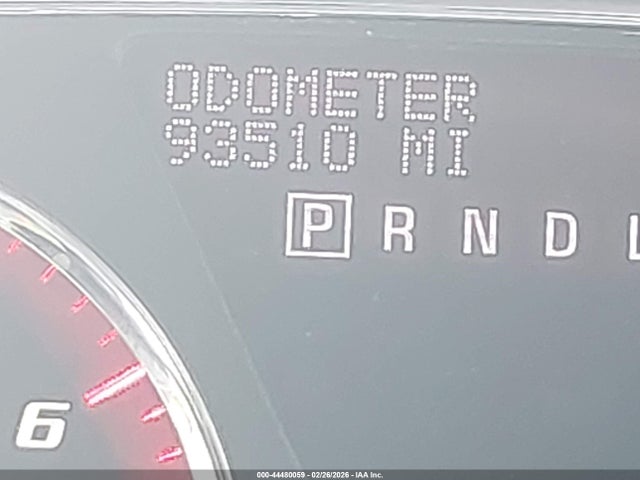 ODOMETER
93510 MI
P R N D L
6
000-44480059 - 02/26/2026 - IAA Inc.